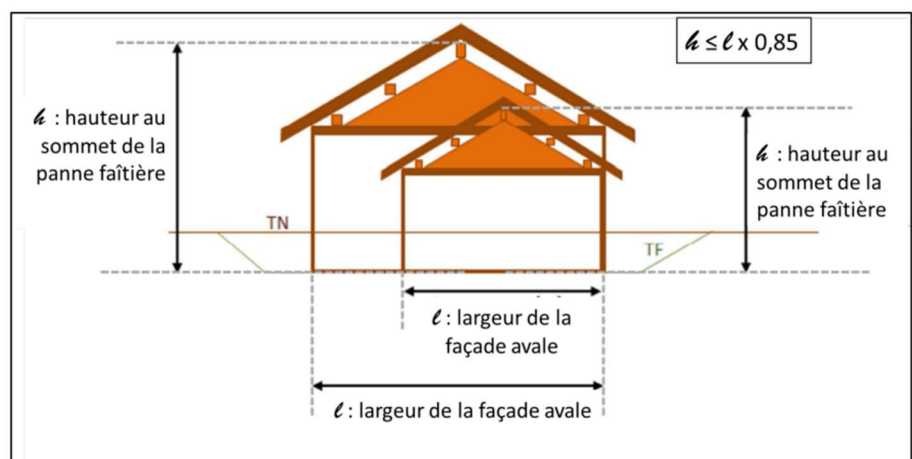 h ≤ l x 0,85
h : hauteur au
sommet de la
panne faîtière
h : hauteur au
sommet de la
panne faîtière
TN
TF
l : largeur de la
façade avale
l : largeur de la façade avale